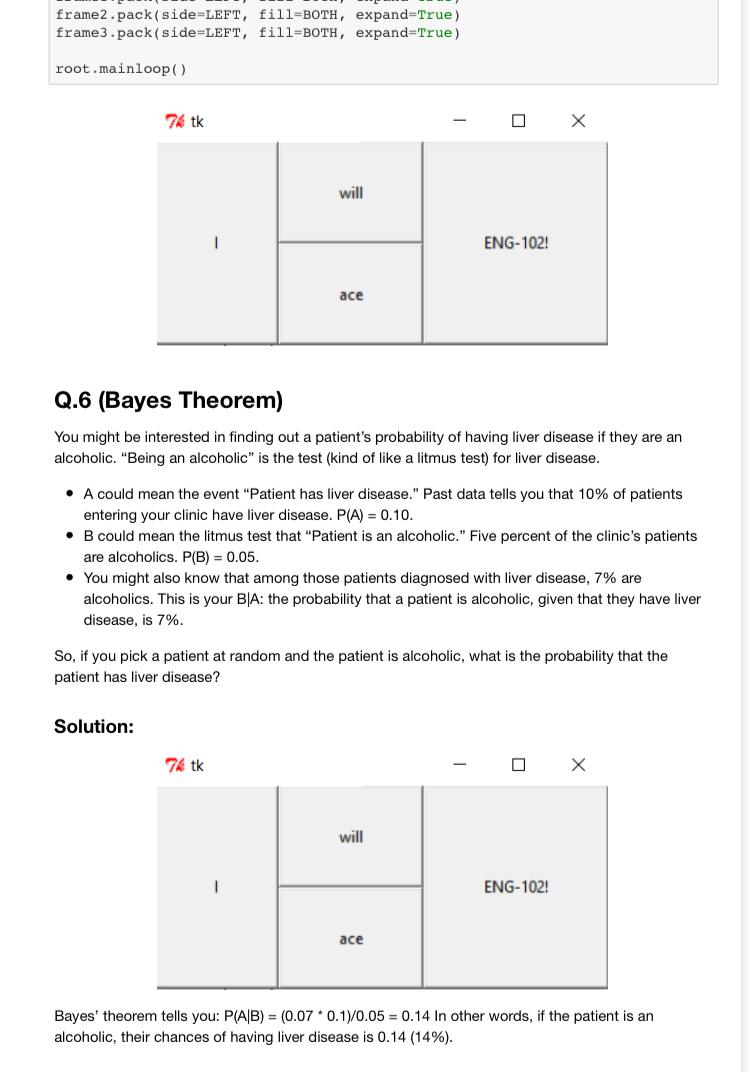 frame2.pack(side=LEFT, fill=BOTH, expand=True)
frame3.pack(side=LEFT, fill=BOTH, expand=True)
root.mainloop()
tk
I
will
ace
ENG-102!
Q.6 (Bayes Theorem)
You might be interested in finding out a patient’s probability of having liver disease if they are an
alcoholic. “Being an alcoholic” is the test (kind of like a litmus test) for liver disease.
• A could mean the event “Patient has liver disease.” Past data tells you that 10% of patients
entering your clinic have liver disease. P(A) = 0.10.
• B could mean the litmus test that “Patient is an alcoholic.” Five percent of the clinic’s patients
are alcoholics. P(B) = 0.05.
• You might also know that among those patients diagnosed with liver disease, 7% are
alcoholics. This is your B|A: the probability that a patient is alcoholic, given that they have liver
disease, is 7%.
So, if you pick a patient at random and the patient is alcoholic, what is the probability that the
patient has liver disease?
Solution:
tk
I
will
ace
ENG-102!
Bayes’ theorem tells you: P(A|B) = (0.07 * 0.1)/0.05 = 0.14 In other words, if the patient is an
alcoholic, their chances of having liver disease is 0.14 (14%).